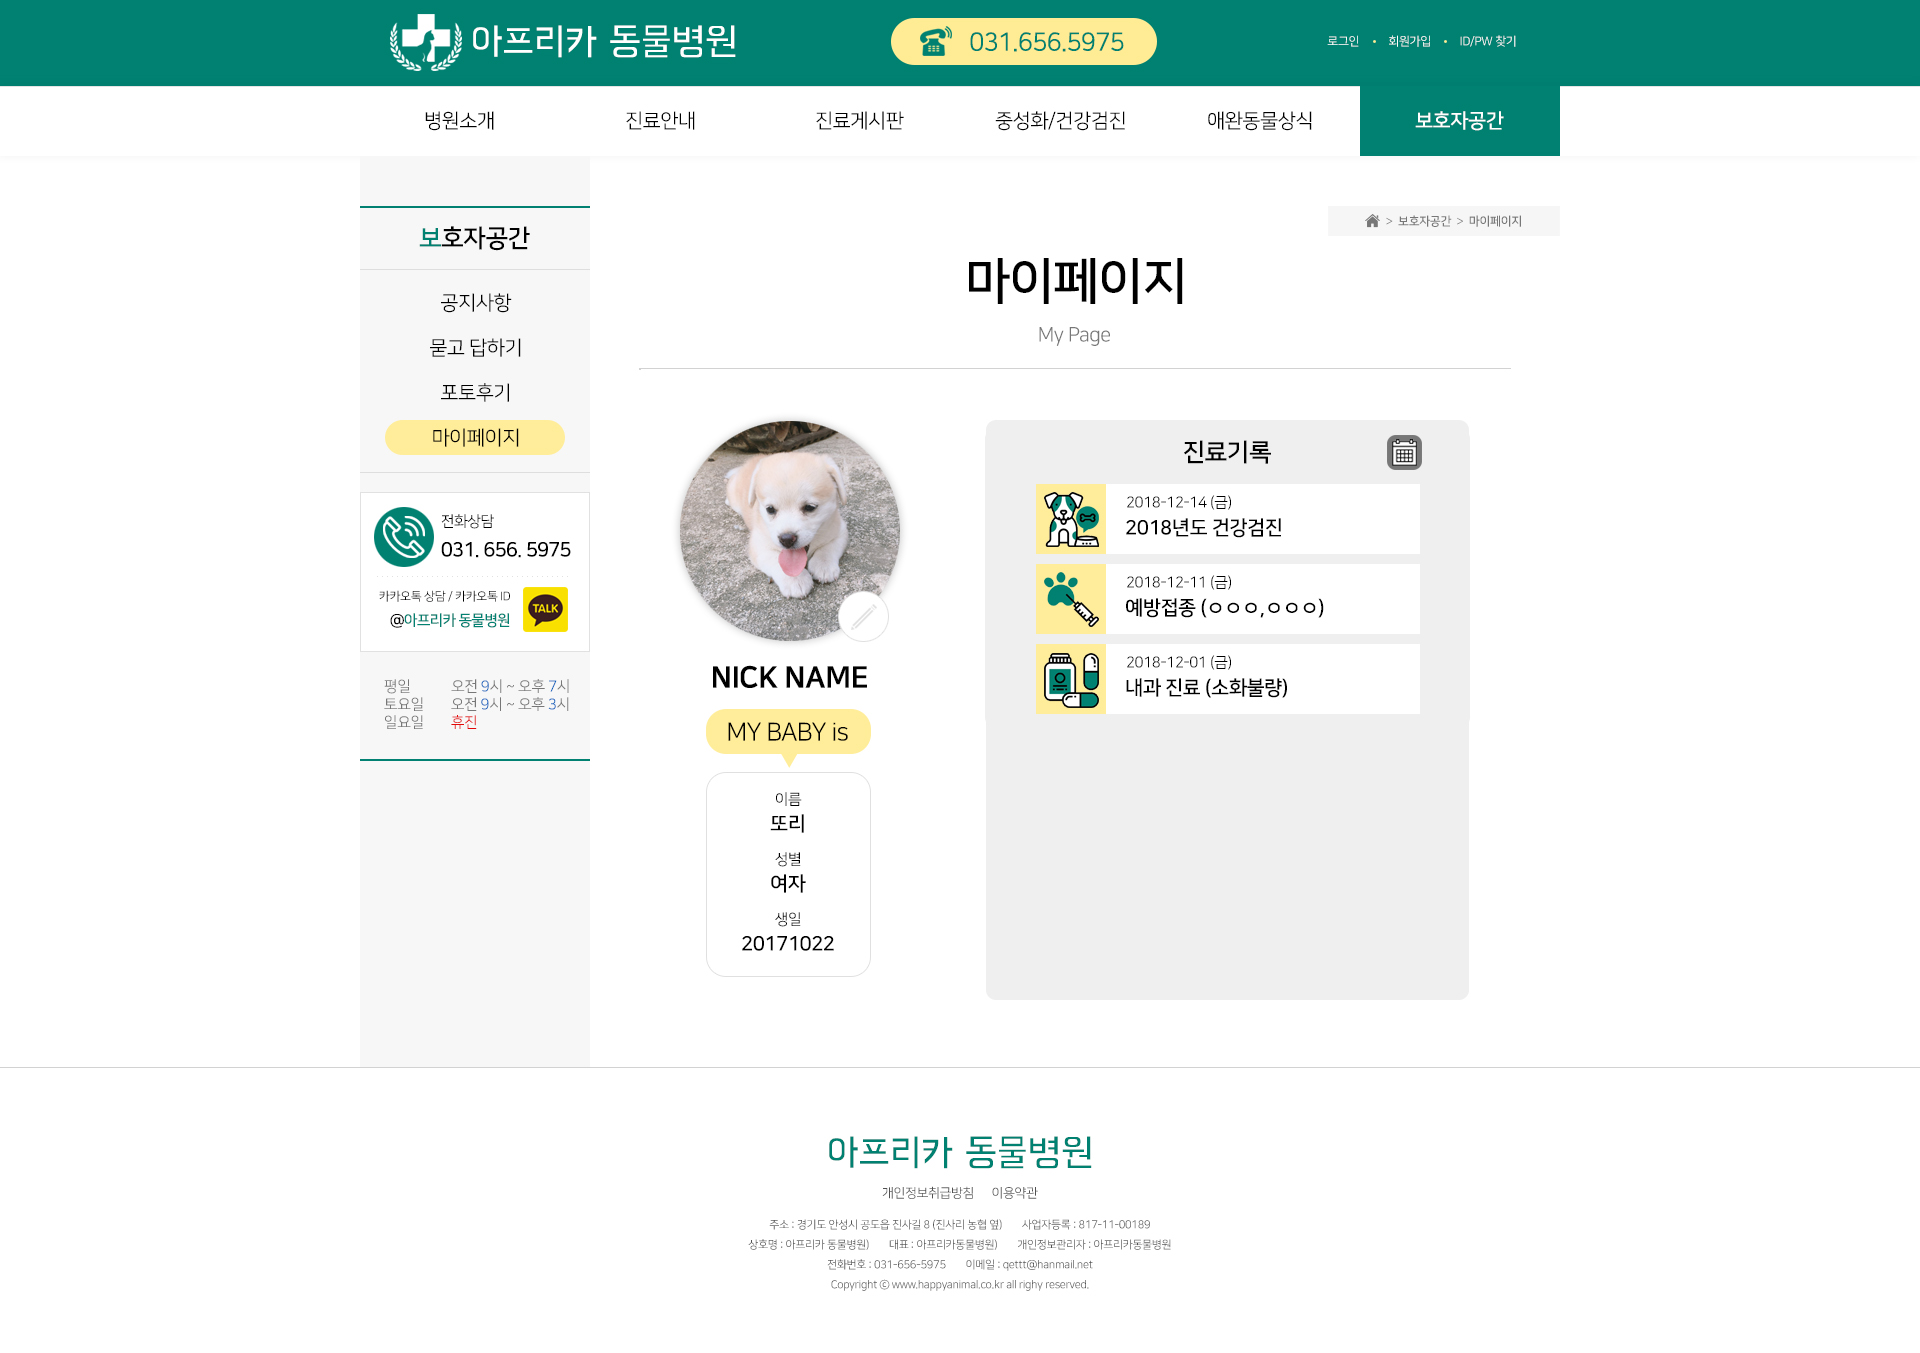 아프리카 동물병원
031.656.5975
로그인 • 회원가입 • ID/PW 찾기
병원소개 진료안내 진료게시판 중성화/건강검진 애완동물상식 보호자공간
보호자공간
공지사항
묻고 답하기
포토후기
마이페이지
전화상담
031. 656. 5975
카카오톡 상담 / 카카오톡 ID
@아프리카 동물병원
TALK
평일 오전 9시 ~ 오후 7시
토요일 오전 9시 ~ 오후 3시
일요일 휴진
> 보호자공간 > 마이페이지
마이페이지
My Page
NICK NAME
MY BABY is
이름
또리
성별
여자
생일
20171022
진료기록
2018-12-14 (금)
2018년도 건강검진
2018-12-11 (금)
예방접종 (ㅇㅇㅇ,ㅇㅇㅇ)
2018-12-01 (금)
내과 진료 (소화불량)
아프리카 동물병원
개인정보취급방침 이용약관
주소 : 경기도 안성시 공도읍 진사길 8 (진사리 농협 옆) 사업자등록 : 817-11-00189
상호명 : 아프리카 동물병원) 대표 : 아프리카동물병원) 개인정보관리자 : 아프리카동물병원
전화번호 : 031-656-5975 이메일 : qettt@hanmail.net
Copyright ⓒ www.happyanimal.co.kr all righy reserved.